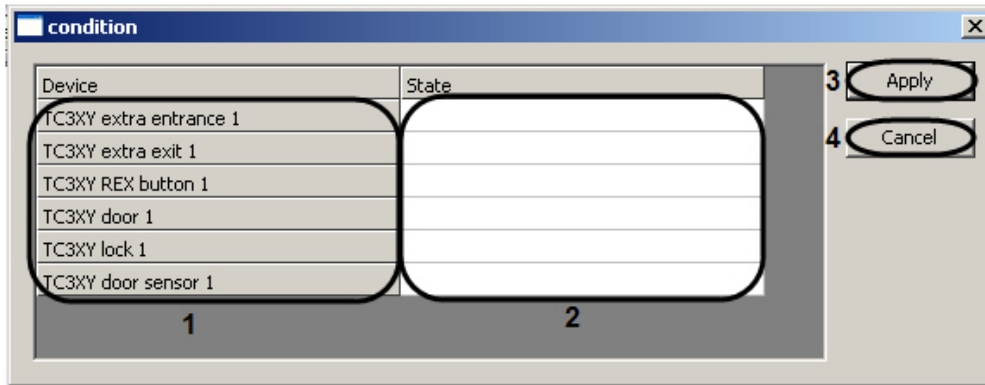 condition
Device State
TC3XY extra entrance 1
TC3XY extra exit 1
TC3XY REX button 1
TC3XY door 1
TC3XY lock 1
TC3XY door sensor 1
1 2
3 Apply
4 Cancel